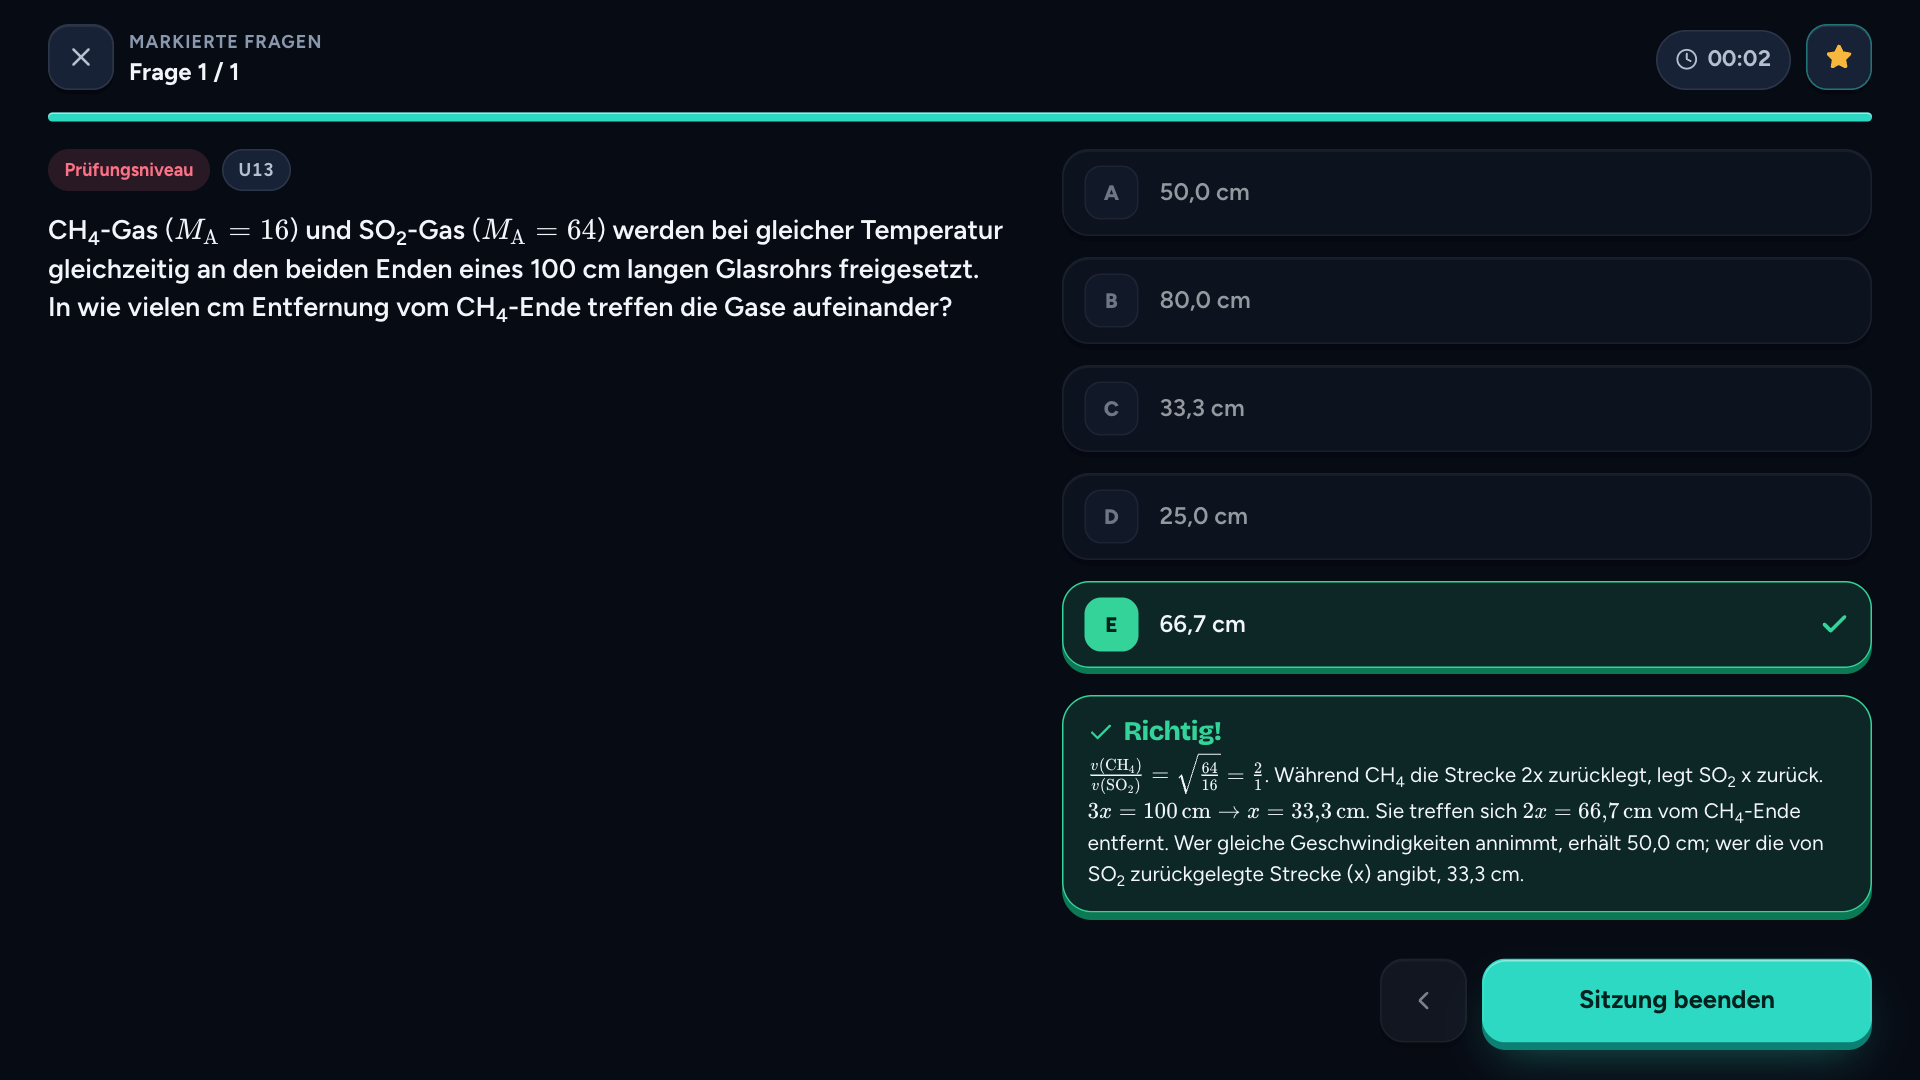 MARKIERTE FRAGEN
Frage 1 / 1
00:02
Prüfungsniveau
U13
CH₄-Gas (M_A = 16) und SO₂-Gas (M_A = 64) werden bei gleicher Temperatur
gleichzeitig an den beiden Enden eines 100 cm langen Glasrohrs freigesetzt.
In wie vielen cm Entfernung vom CH₄-Ende treffen die Gase aufeinander?
A 50,0 cm
B 80,0 cm
C 33,3 cm
D 25,0 cm
E 66,7 cm
Richtig!
v(CH₄)/v(SO₂) = √(64/16) = 2/1. Während CH₄ die Strecke 2x zurücklegt, legt SO₂ x zurück.
3x = 100 cm → x = 33,3 cm. Sie treffen sich 2x = 66,7 cm vom CH₄-Ende
entfernt. Wer gleiche Geschwindigkeiten annimmt, erhält 50,0 cm; wer die von
SO₂ zurückgelegte Strecke (x) angibt, 33,3 cm.
Sitzung beenden